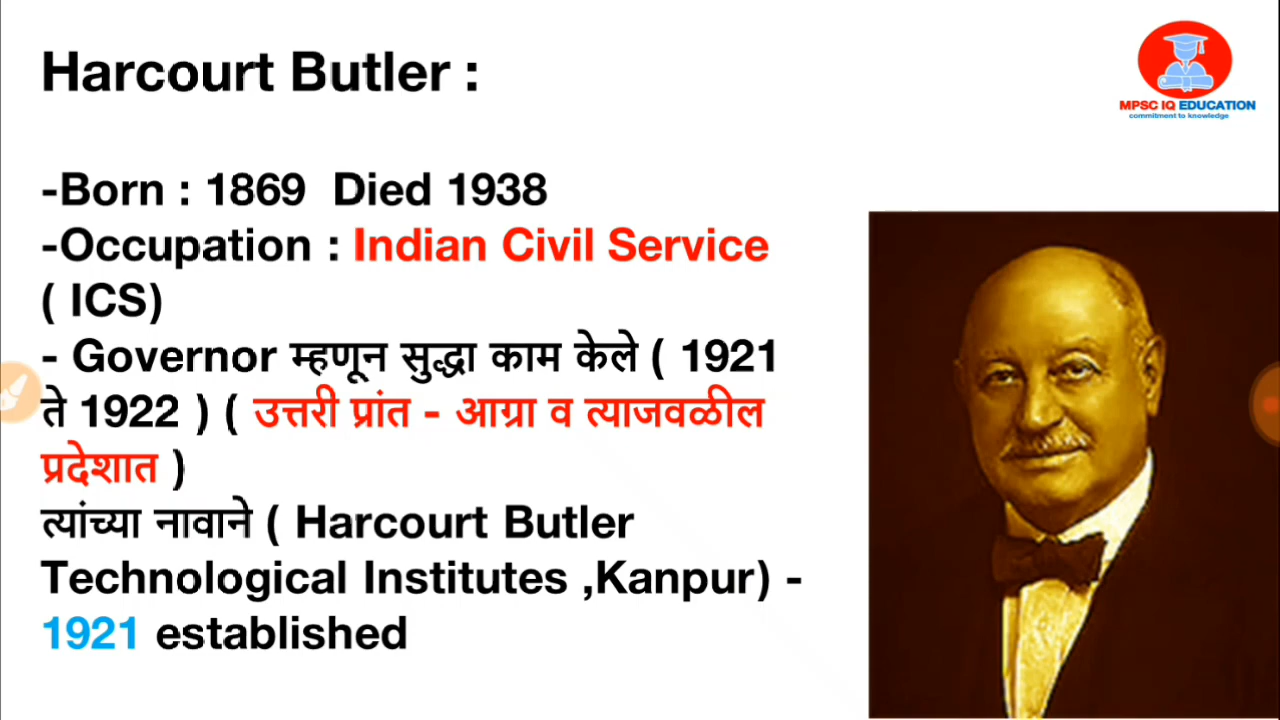 Harcourt Butler :
MPSC IQ EDUCATION
commitment to knowledge
-Born : 1869  Died 1938
-Occupation : Indian Civil Service
( ICS)
- Governor म्हणून सुद्धा काम केले ( 1921
ते 1922 ) ( उत्तरी प्रांत - आग्रा व त्याजवळील
प्रदेशात )
त्यांच्या नावाने ( Harcourt Butler
Technological Institutes ,Kanpur) -
1921 established